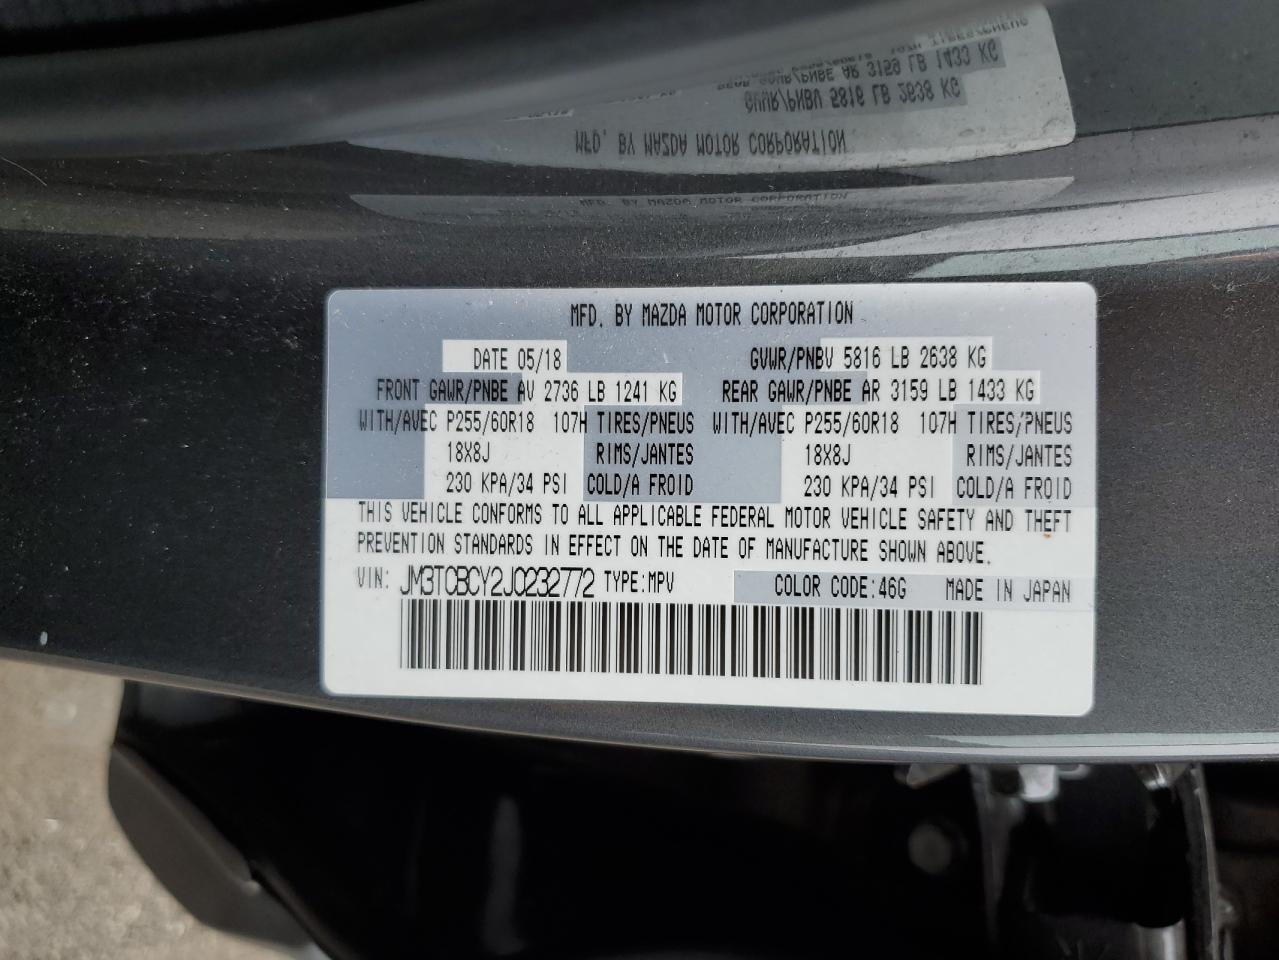 MFD. BY MAZDA MOTOR CORPORATION
DATE 05/18 GVWR/PNBV 5816 LB 2638 KG
FRONT GAWR/PNBE AV 2736 LB 1241 KG REAR GAWR/PNBE AR 3159 LB 1433 KG
WITH/AVEC P255/60R18 107H TIRES/PNEUS WITH/AVEC P255/60R18 107H TIRES/PNEUS
18X8J RIMS/JANTES 18X8J RIMS/JANTES
230 KPA/34 PSI COLD/A FROID 230 KPA/34 PSI COLD/A FROID
THIS VEHICLE CONFORMS TO ALL APPLICABLE FEDERAL MOTOR VEHICLE SAFETY AND THEFT
PREVENTION STANDARDS IN EFFECT ON THE DATE OF MANUFACTURE SHOWN ABOVE.
VIN: JM3TCBCY2J0232772 TYPE:MPV COLOR CODE:46G MADE IN JAPAN